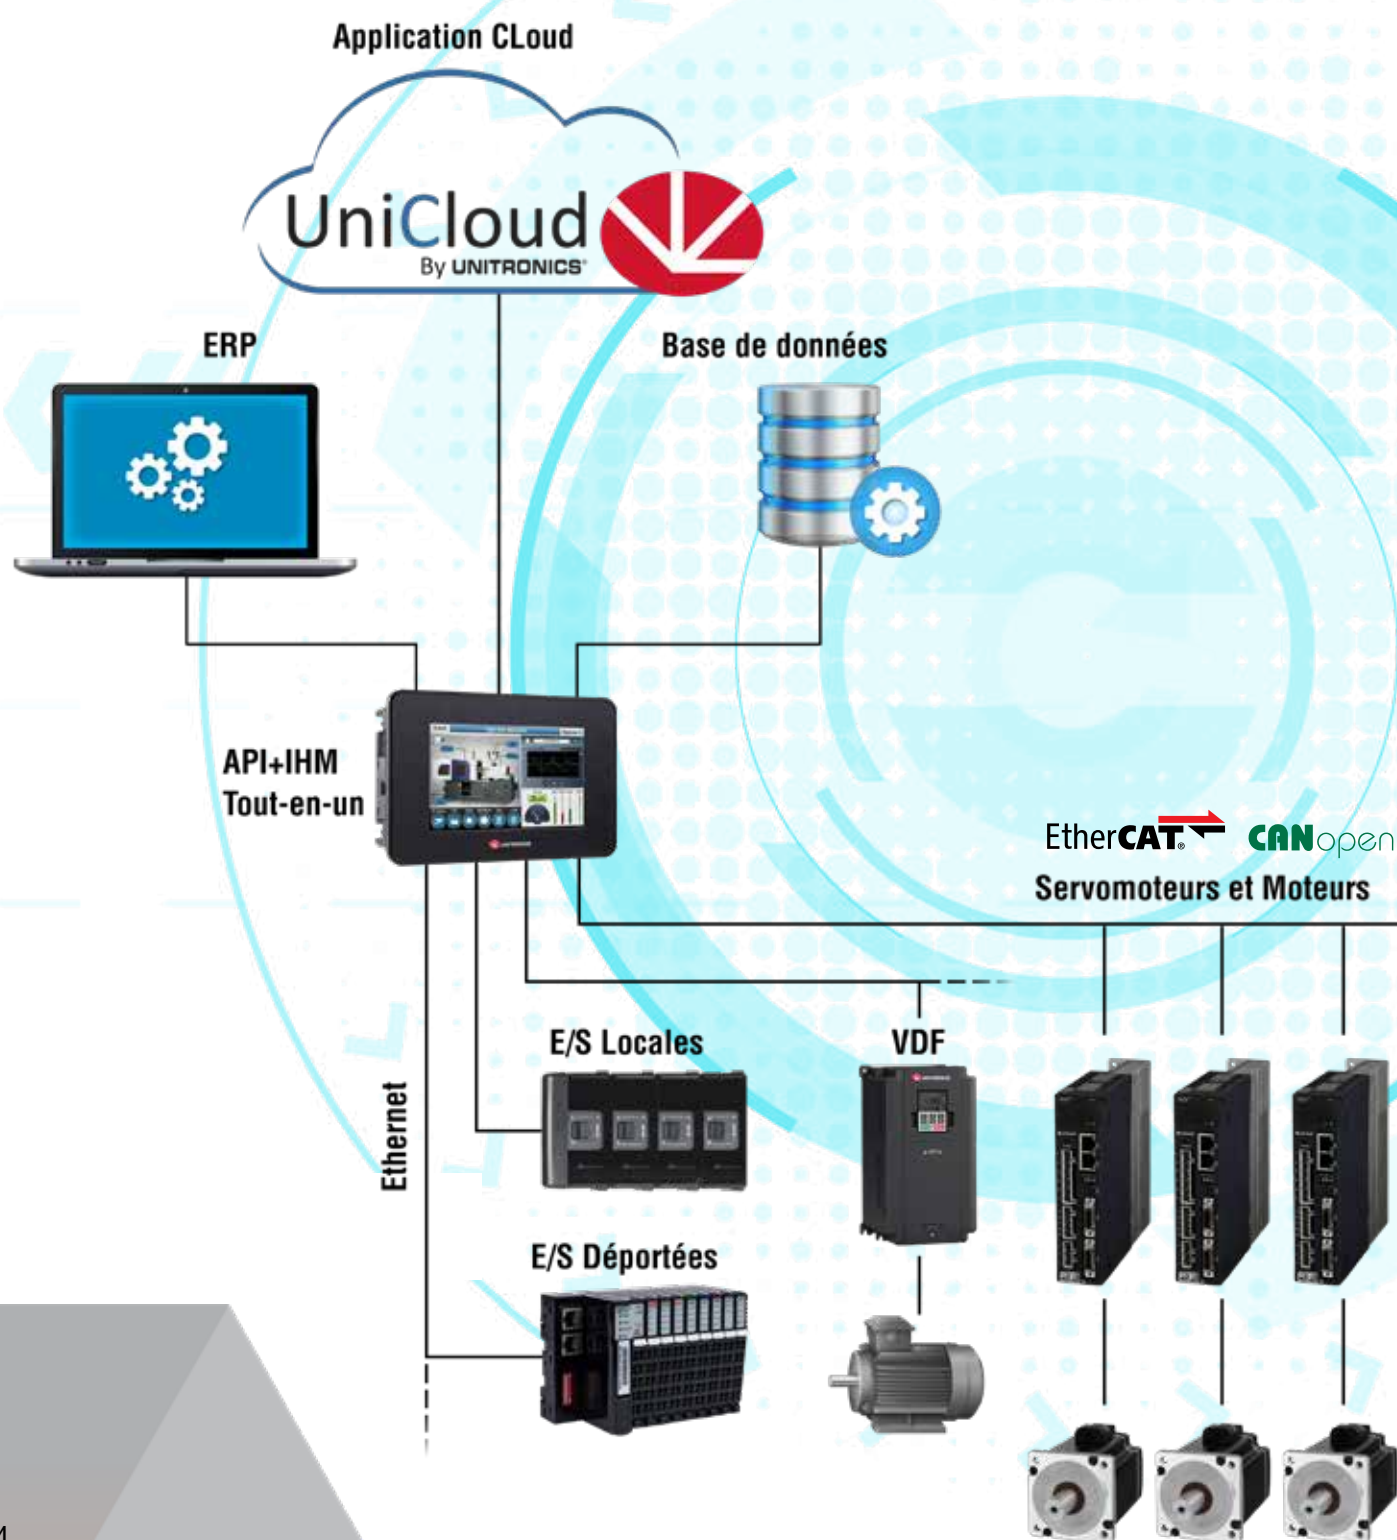 Application CLoud
UniCloud
By UNITRONICS
ERP
Base de données
API+IHM
Tout-en-un
EtherCAT®
CANopen
Servomoteurs et Moteurs
E/S Locales
VDF
Ethernet
E/S Déportées